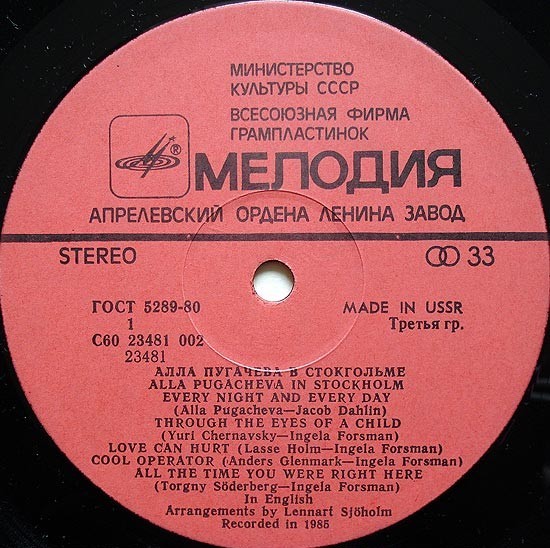 МИНИСТЕРСТВО
КУЛЬТУРЫ СССР
ВСЕСОЮЗНАЯ ФИРМА
ГРАМПЛАСТИНОК
® МЕЛОДИЯ
АПРЕЛЕВСКИЙ ОРДЕНА ЛЕНИНА ЗАВОД
STEREO 33
ГОСТ 5289-80 MADE IN USSR
1 Третья гр.
С60 23481 002
23481
АЛЛА ПУГАЧЕВА В СТОКГОЛЬМЕ
ALLA PUGACHEVA IN STOCKHOLM
EVERY NIGHT AND EVERY DAY
(Alla Pugacheva—Jacob Dahlin)
THROUGH THE EYES OF A CHILD
(Yuri Chernavsky—Ingela Forsman)
LOVE CAN HURT (Lasse Holm—Ingela Forsman)
COOL OPERATOR (Anders Glenmark—Ingela Forsman)
ALL THE TIME YOU WERE RIGHT HERE
(Torgny Söderberg—Ingela Forsman)
In English
Arrangements by Lennart Sjöholm
Recorded in 1985